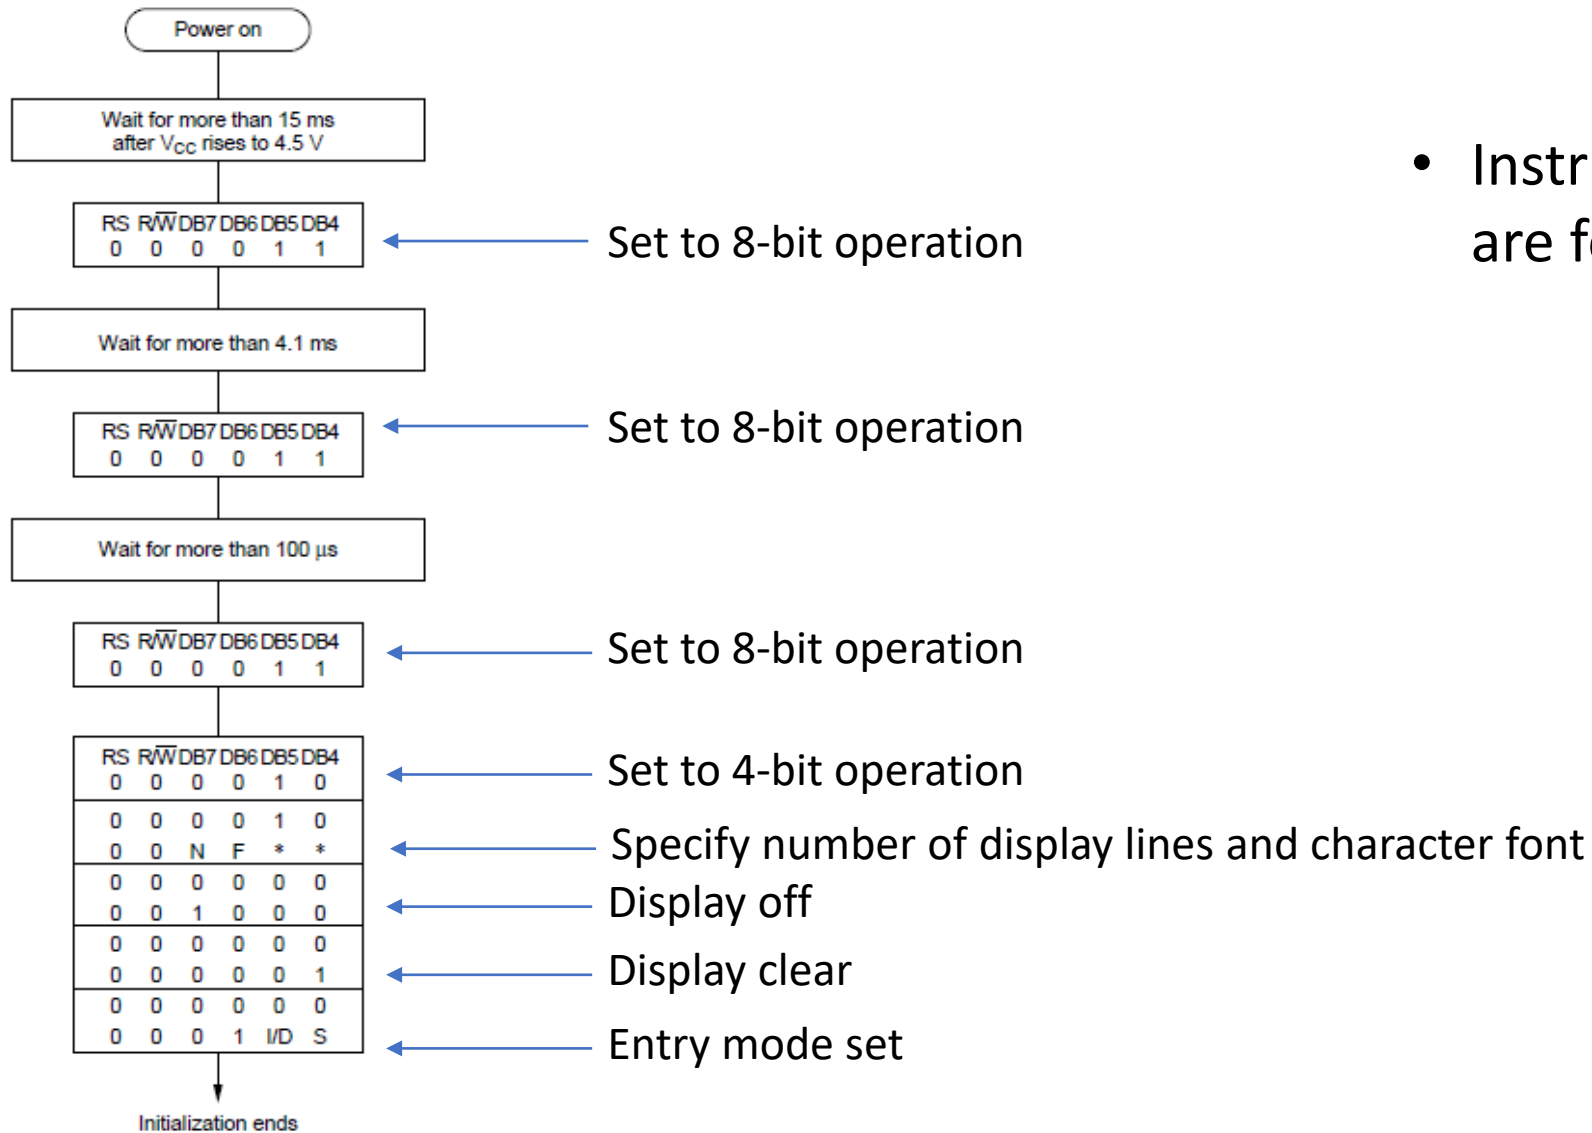 Power on
Wait for more than 15 ms
after VCC rises to 4.5 V
RS R/W DB7 DB6 DB5 DB4
0 0 0 0 1 1
Set to 8-bit operation
Wait for more than 4.1 ms
RS R/W DB7 DB6 DB5 DB4
0 0 0 0 1 1
Set to 8-bit operation
Wait for more than 100 μs
RS R/W DB7 DB6 DB5 DB4
0 0 0 0 1 1
Set to 8-bit operation
RS R/W DB7 DB6 DB5 DB4
0 0 0 0 1 0
Set to 4-bit operation
0 0 0 0 1 0
0 0 N F * *
Specify number of display lines and character font
0 0 0 0 0 0
0 0 1 0 0 0
Display off
0 0 0 0 0 0
0 0 0 0 0 1
Display clear
0 0 0 0 0 0
0 0 0 1 I/D S
Entry mode set
Initialization ends
• Instr
are f